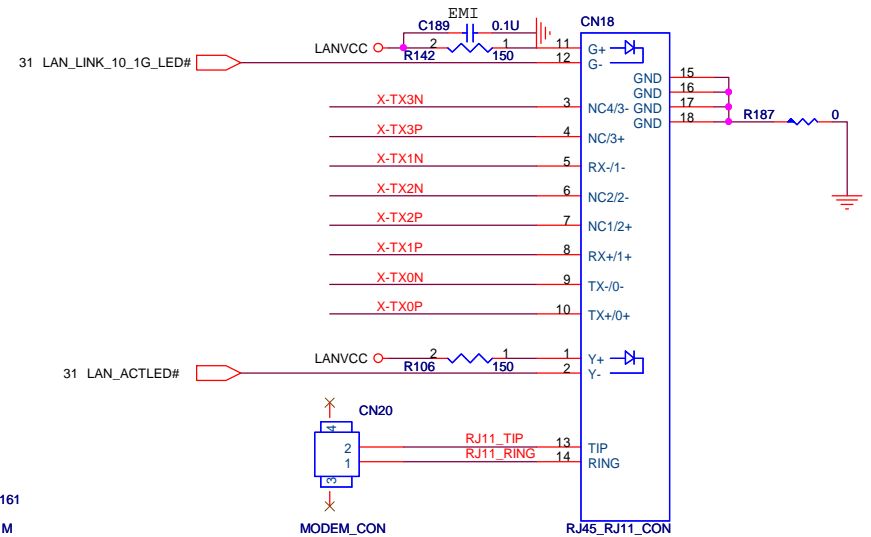 EMI
C189 0.1U
CN18
LANVCC 2 1 11 G+
R142 150
31 LAN_LINK_10_1G_LED# 12 G-
GND 15
GND 16
X-TX3N 3 NC4/3- GND 17
GND 18 R187 0
X-TX3P 4 NC/3+
X-TX1N 5 RX-/1-
X-TX2N 6 NC2/2-
X-TX2P 7 NC1/2+
X-TX1P 8 RX+/1+
X-TX0N 9 TX-/0-
X-TX0P 10 TX+/0+
LANVCC 2 1 1 Y+
R106 150
31 LAN_ACTLED# 2 Y-
CN20
4
2 RJ11_TIP 13 TIP
1 RJ11_RING 14 RING
3
161
M
MODEM_CON
RJ45_RJ11_CON